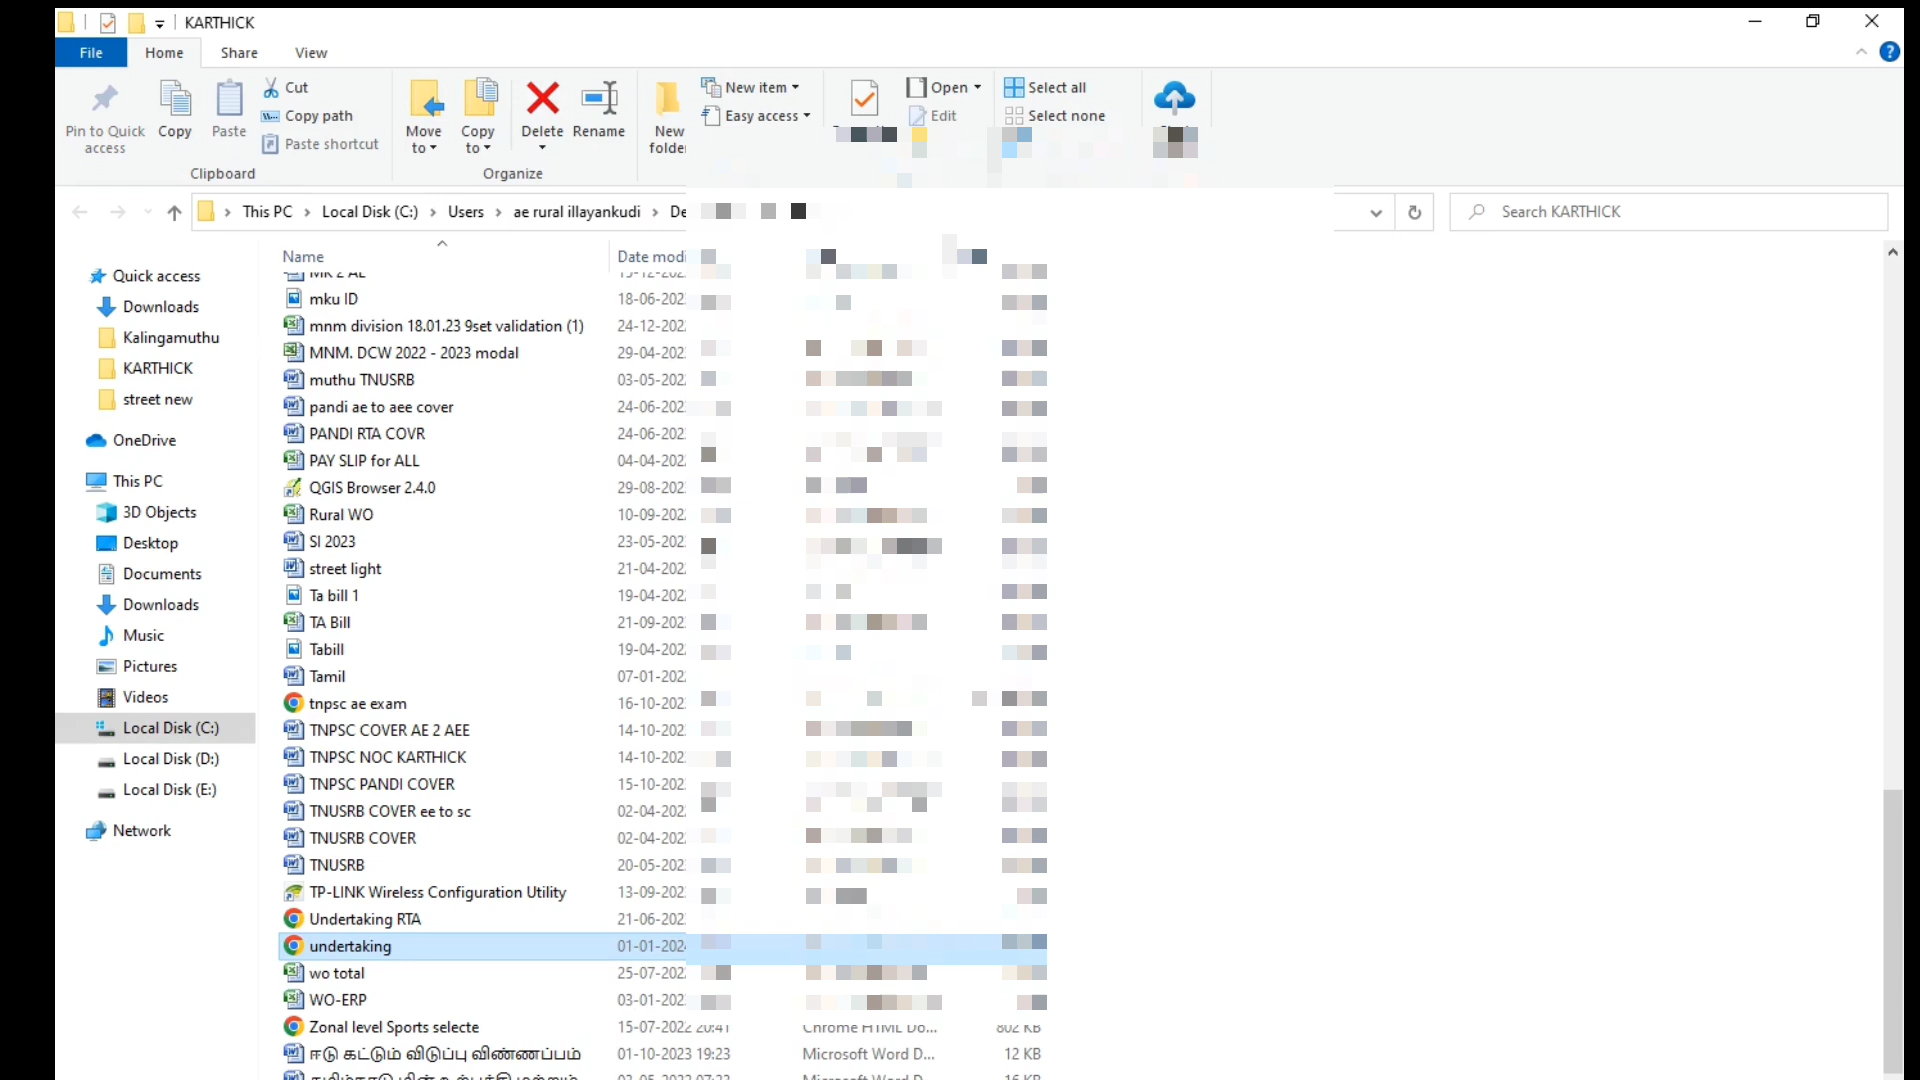 KARTHICK
File Home Share View
Pin to Quick access
Copy
Paste
Cut
Copy path
Paste shortcut
Clipboard
Move to
Copy to
Delete
Rename
Organize
New folder
New item
Easy access
Open
Edit
Select all
Select none
This PC › Local Disk (C:) › Users › ae rural illayankudi › De
Search KARTHICK
Name Date modi
Quick access
Downloads
Kalingamuthu
KARTHICK
street new
OneDrive
This PC
3D Objects
Desktop
Documents
Downloads
Music
Pictures
Videos
Local Disk (C:)
Local Disk (D:)
Local Disk (E:)
Network
mku ID 18-06-202
mnm division 18.01.23 9set validation (1) 24-12-202
MNM. DCW 2022 - 2023 modal 29-04-202
muthu TNUSRB 03-05-202
pandi ae to aee cover 24-06-202
PANDI RTA COVR 24-06-202
PAY SLIP for ALL 04-04-202
QGIS Browser 2.4.0 29-08-202
Rural WO 10-09-202
SI 2023 23-05-202
street light 21-04-202
Ta bill 1 19-04-202
TA Bill 21-09-202
Tabill 19-04-202
Tamil 07-01-202
tnpsc ae exam 16-10-202
TNPSC COVER AE 2 AEE 14-10-202
TNPSC NOC KARTHICK 14-10-202
TNPSC PANDI COVER 15-10-202
TNUSRB COVER ee to sc 02-04-202
TNUSRB COVER 02-04-202
TNUSRB 20-05-202
TP-LINK Wireless Configuration Utility 13-09-202
Undertaking RTA 21-06-202
undertaking 01-01-202
wo total 25-07-202
WO-ERP 03-01-202
Zonal level Sports selecte 15-07-2022 20:41 Chrome HTML Do... 802 KB
ஈடு கட்டும் விடுப்பு விண்ணப்பம் 01-10-2023 19:23 Microsoft Word D... 12 KB